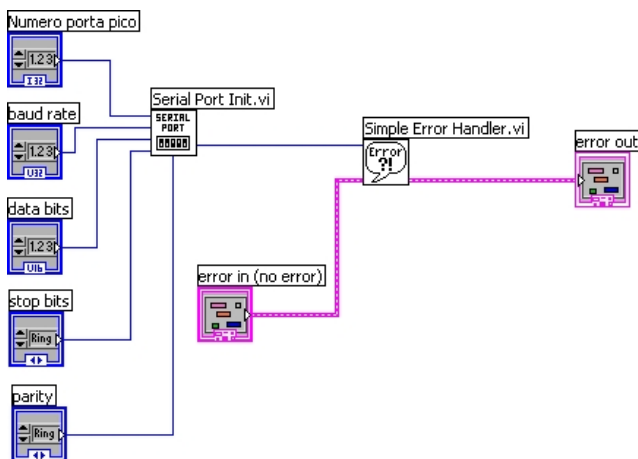 Numero porta pico
1.23
I32
Serial Port Init.vi
SERIAL
PORT
baud rate
1.23
U32
Simple Error Handler.vi
Error
?!
error out
data bits
1.23
U16
error in (no error)
stop bits
Ring
parity
Ring